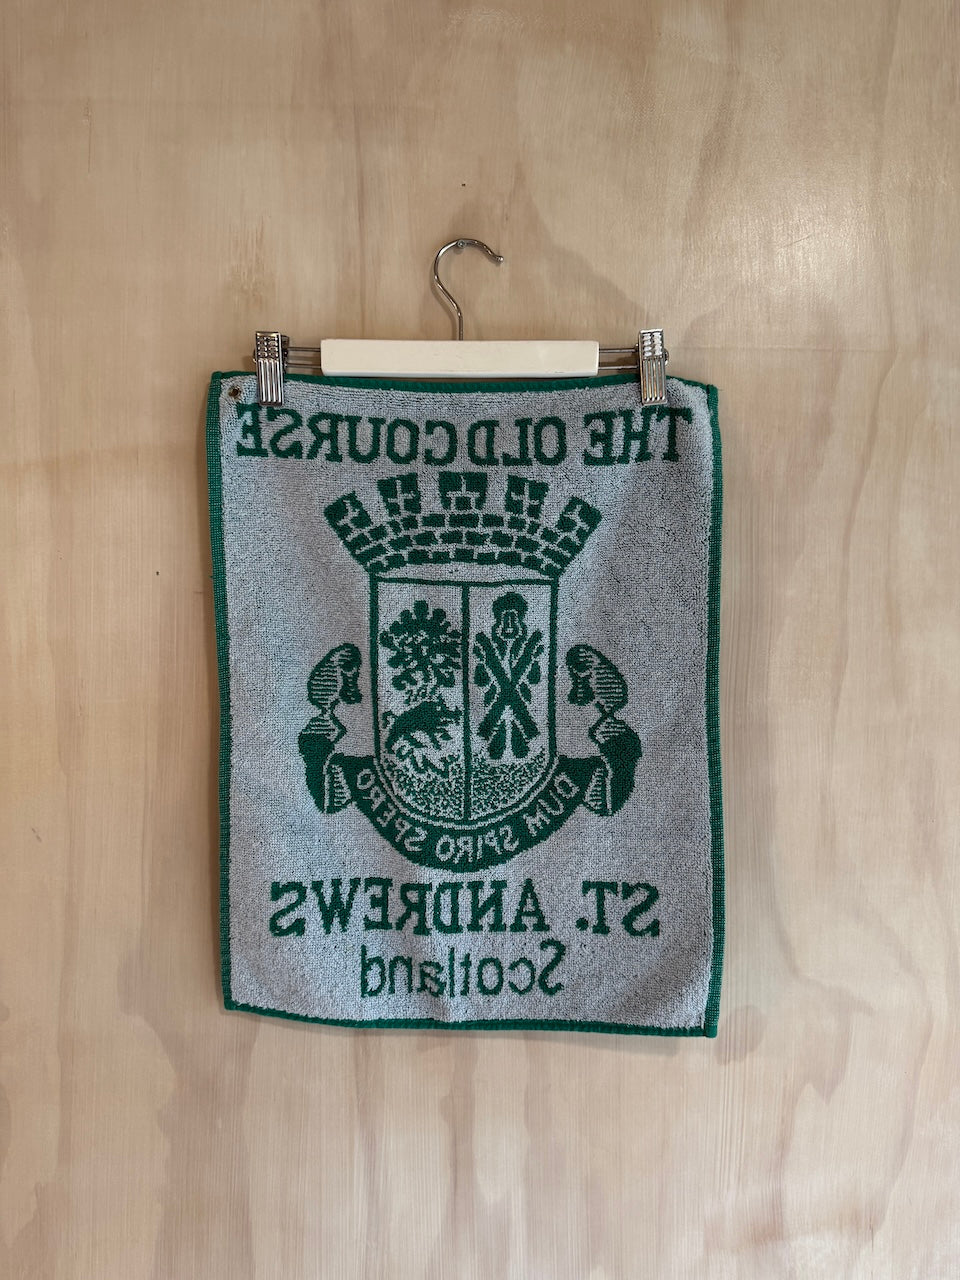 THE OLD COURSE
DUM SPIRO SPERO
ST. ANDREWS
Scotland